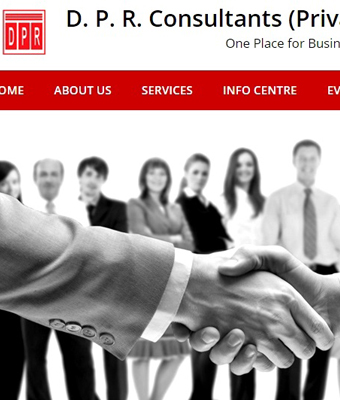 DPR
D. P. R. Consultants (Priva
One Place for Busin
OME ABOUT US SERVICES INFO CENTRE EV